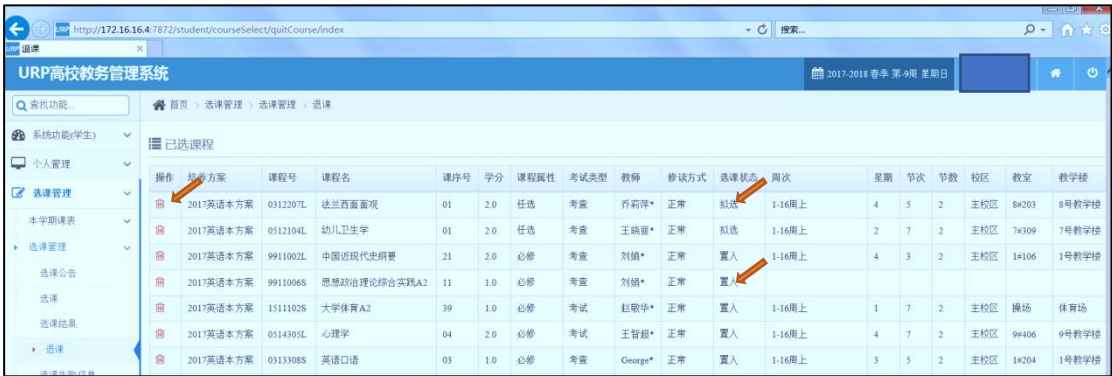 http://172.16.16.4:7872/student/courseSelect/quitCourse/index 搜索...
URP 退课 ×
URP高校教务管理系统 2017-2018 春季 第-9周 星期日
查找功能... 首页 > 选课管理 > 选课管理 > 退课
系统功能(学生)
已选课程
个人管理
选课管理
本学期课表
选课管理
选课公告
选课
选课结果
退课
操作 培养方案 课程号 课程名 课序号 学分 课程属性 考试类型 教师 修读方式 选课状态 周次 星期 节次 节数 校区 教室 教学楼
2017英语本方案 0312207L 法兰西面面观 01 2.0 任选 考查 乔莉萍* 正常 拟选 1-16周上 4 5 2 主校区 8#203 8号教学楼
2017英语本方案 0512104L 幼儿卫生学 01 2.0 任选 考查 王晓丽* 正常 拟选 1-16周上 2 7 2 主校区 7#309 7号教学楼
2017英语本方案 9911002L 中国近现代史纲要 21 2.0 必修 考查 刘娟* 正常 置入 1-16周上 4 3 2 主校区 1#106 1号教学楼
2017英语本方案 9911006S 思想政治理论综合实践A2 11 1.0 必修 考查 刘娟* 正常 置入
2017英语本方案 1511102S 大学体育A2 39 1.0 必修 考试 赵敬华* 正常 置入 1-16周上 1 7 2 主校区 操场 体育场
2017英语本方案 0514305L 心理学 04 2.0 必修 考试 王智超* 正常 置入 1-16周上 4 7 2 主校区 9#406 9号教学楼
2017英语本方案 0313308S 英语口语 03 1.0 必修 考查 George* 正常 置入 1-16周上 3 5 2 主校区 1#204 1号教学楼